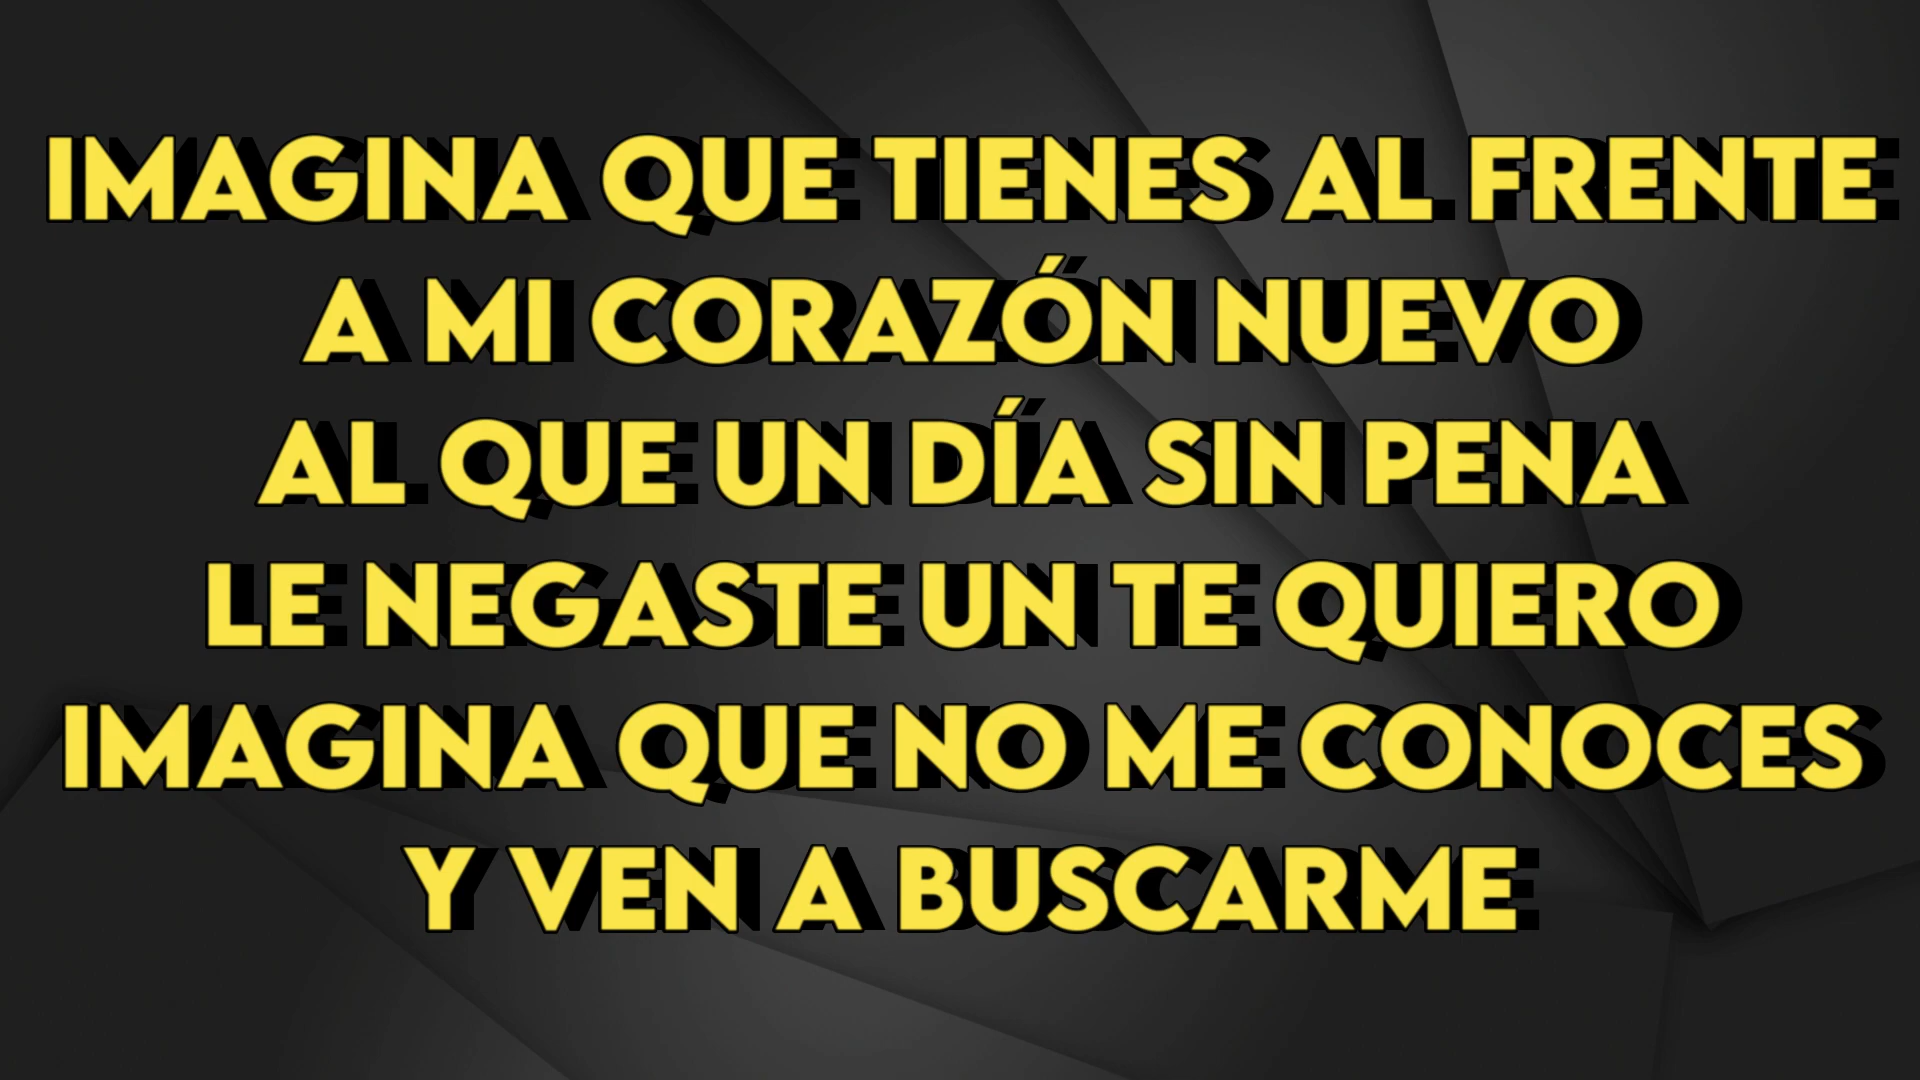 IMAGINA QUE TIENES AL FRENTE
A MI CORAZÓN NUEVO
AL QUE UN DÍA SIN PENA
LE NEGASTE UN TE QUIERO
IMAGINA QUE NO ME CONOCES
Y VEN A BUSCARME